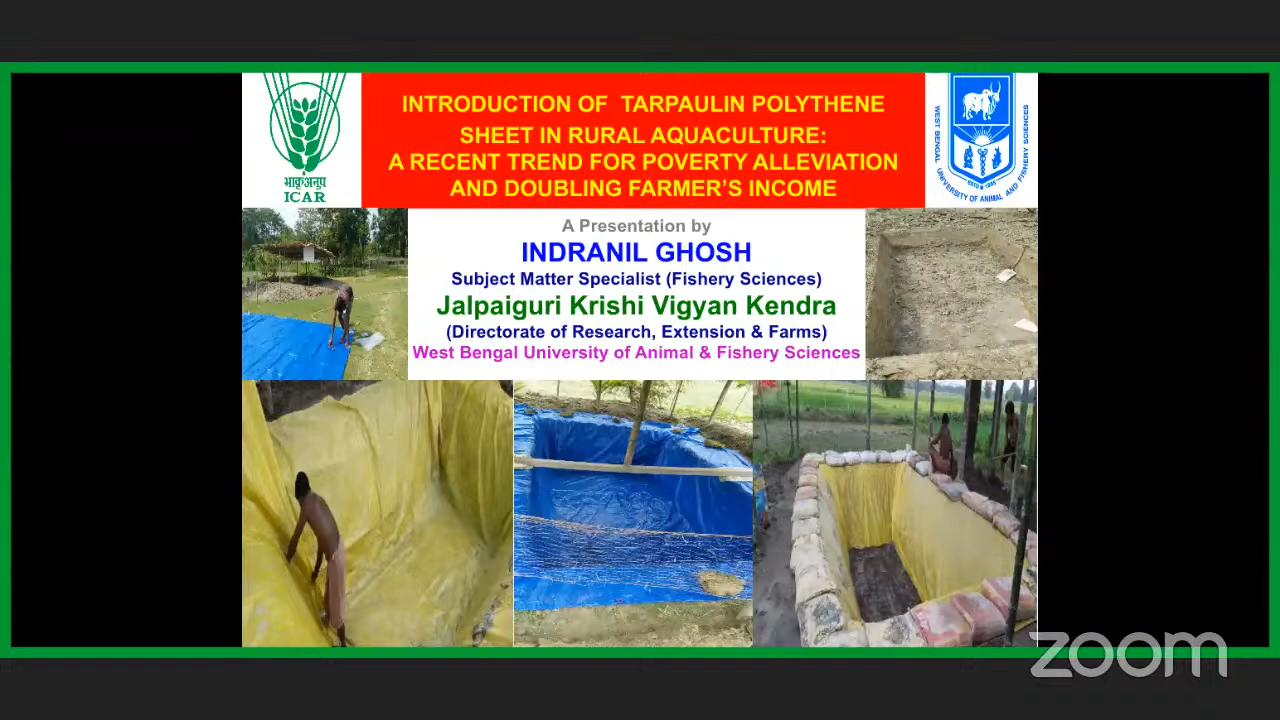 INTRODUCTION OF TARPAULIN POLYTHENE
SHEET IN RURAL AQUACULTURE:
A RECENT TREND FOR POVERTY ALLEVIATION
AND DOUBLING FARMER'S INCOME
भाकृअनुप
ICAR
WEST BENGAL UNIVERSITY OF ANIMAL AND FISHERY SCIENCES
ESTD 1995
A Presentation by
INDRANIL GHOSH
Subject Matter Specialist (Fishery Sciences)
Jalpaiguri Krishi Vigyan Kendra
(Directorate of Research, Extension & Farms)
West Bengal University of Animal & Fishery Sciences
zoom